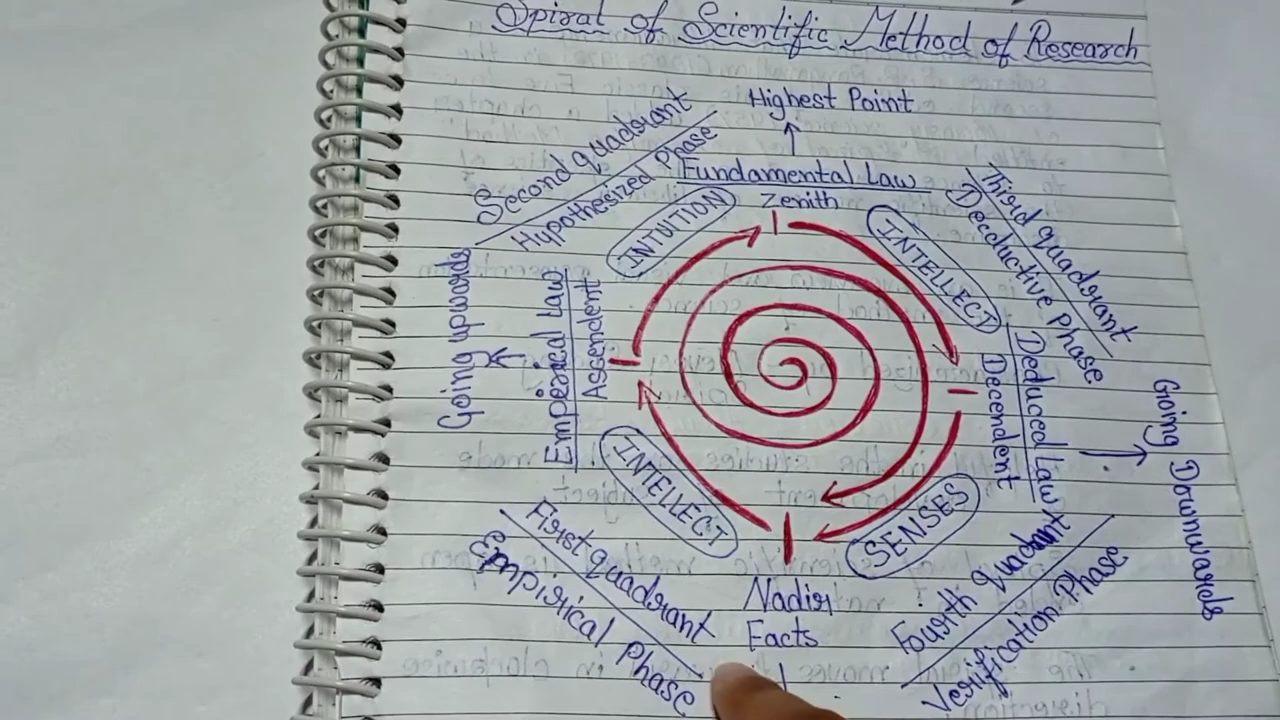 Spiral of Scientific Method of Research
Highest Point
Fundamental Law
Zenith
Second quadrant
Hypothesized Phase
INTUITION
INTELLECT
Third quadrant
Deductive Phase
Going upwards
Empirical Law
Assendent
Decendent
Deduced Law
Going Downwards
INTELLECT
SENSES
First quadrant
Empirical Phase
Nadir
Facts
Fourth quadrant
Verification Phase